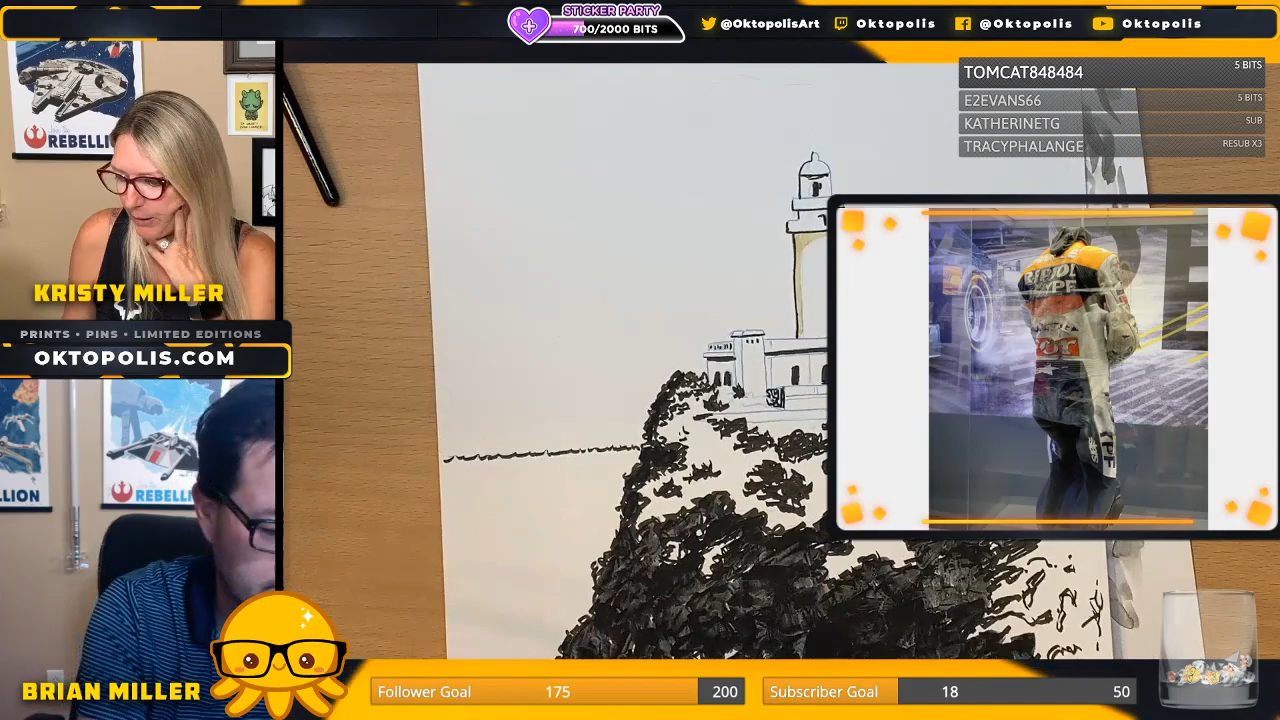 STICKER PARTY
700/2000 BITS
@OktopolisArt
Oktopolis
@Oktopolis
Oktopolis
TOMCAT848484 5 BITS
E2EVANS66 5 BITS
KATHERINETG SUB
TRACYPHALANGE RESUB X3
REBELLI
KRISTY MILLER
PRINTS • PINS • LIMITED EDITIONS
OKTOPOLIS.COM
LLION
REBEL
BRIAN MILLER
Follower Goal 175 200
Subscriber Goal 18 50